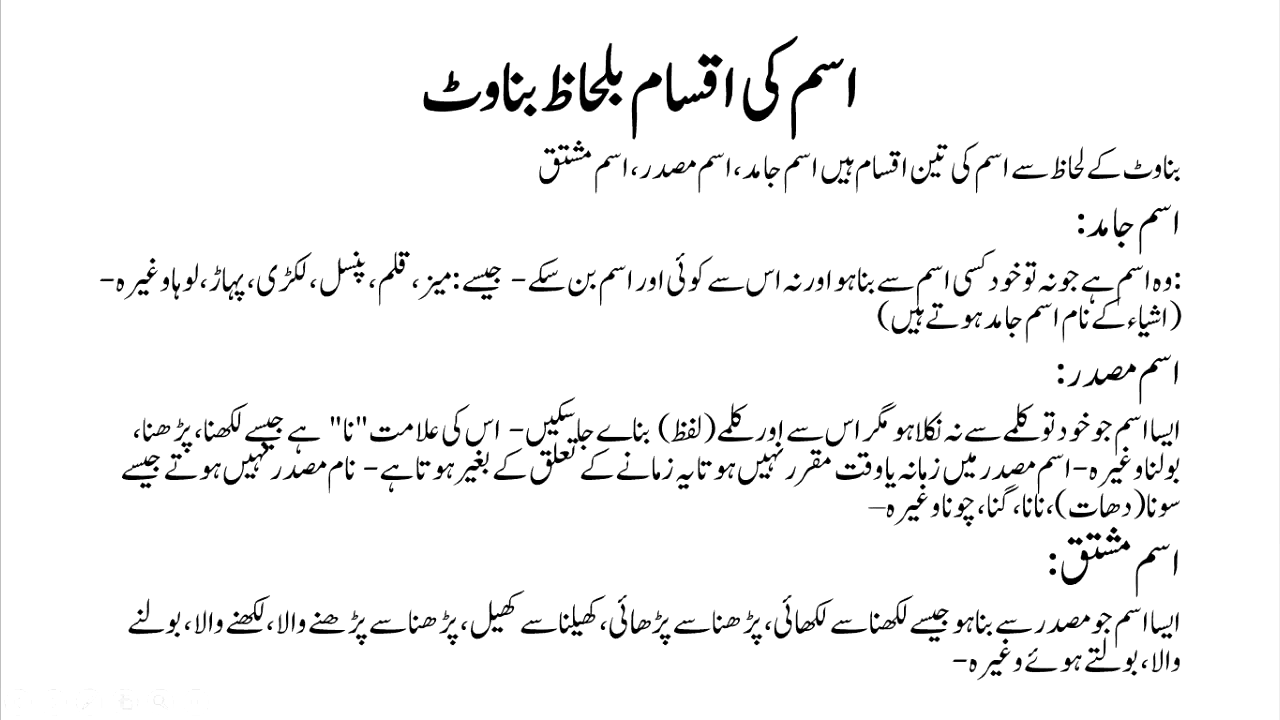 اسم کی اقسام بلحاظ بناوٹ
بناوٹ کے لحاظ سے اسم کی تین اقسام ہیں اسم جامد، اسم مصدر، اسم مشتق
اسم جامد:
:وہ اسم ہے جو نہ تو خود کسی اسم سے بنا ہو اور نہ اس سے کوئی اور اسم بن سکے- جیسے: میز، قلم، پنسل، لکڑی، پہاڑ، لوہا وغیرہ-
(اشیاء کے نام اسم جامد ہوتے ہیں)
اسم مصدر:
ایسا اسم جو خود تو کلمے سے نہ نکلا ہو مگر اس سے اور کلمے (لفظ) بنائے جا سکیں- اس کی علامت "نا" ہے جیسے لکھنا، پڑھنا،
بولنا وغیرہ-اسم مصدر میں زمانہ یا وقت مقرر نہیں ہوتا یہ زمانے کے تعلق کے بغیر ہوتا ہے- نام مصدر نہیں ہوتے جیسے
سونا (دھات)، نانا، گنا، چونا وغیرہ–
اسم مشتق:
ایسا اسم جو مصدر سے بنا ہو جیسے لکھنا سے لکھائی، پڑھنا سے پڑھائی، کھیلنا سے کھیل، پڑھنا سے پڑھنے والا، لکھنے والا، بولنے
والا، بولتے ہوئے وغیرہ-